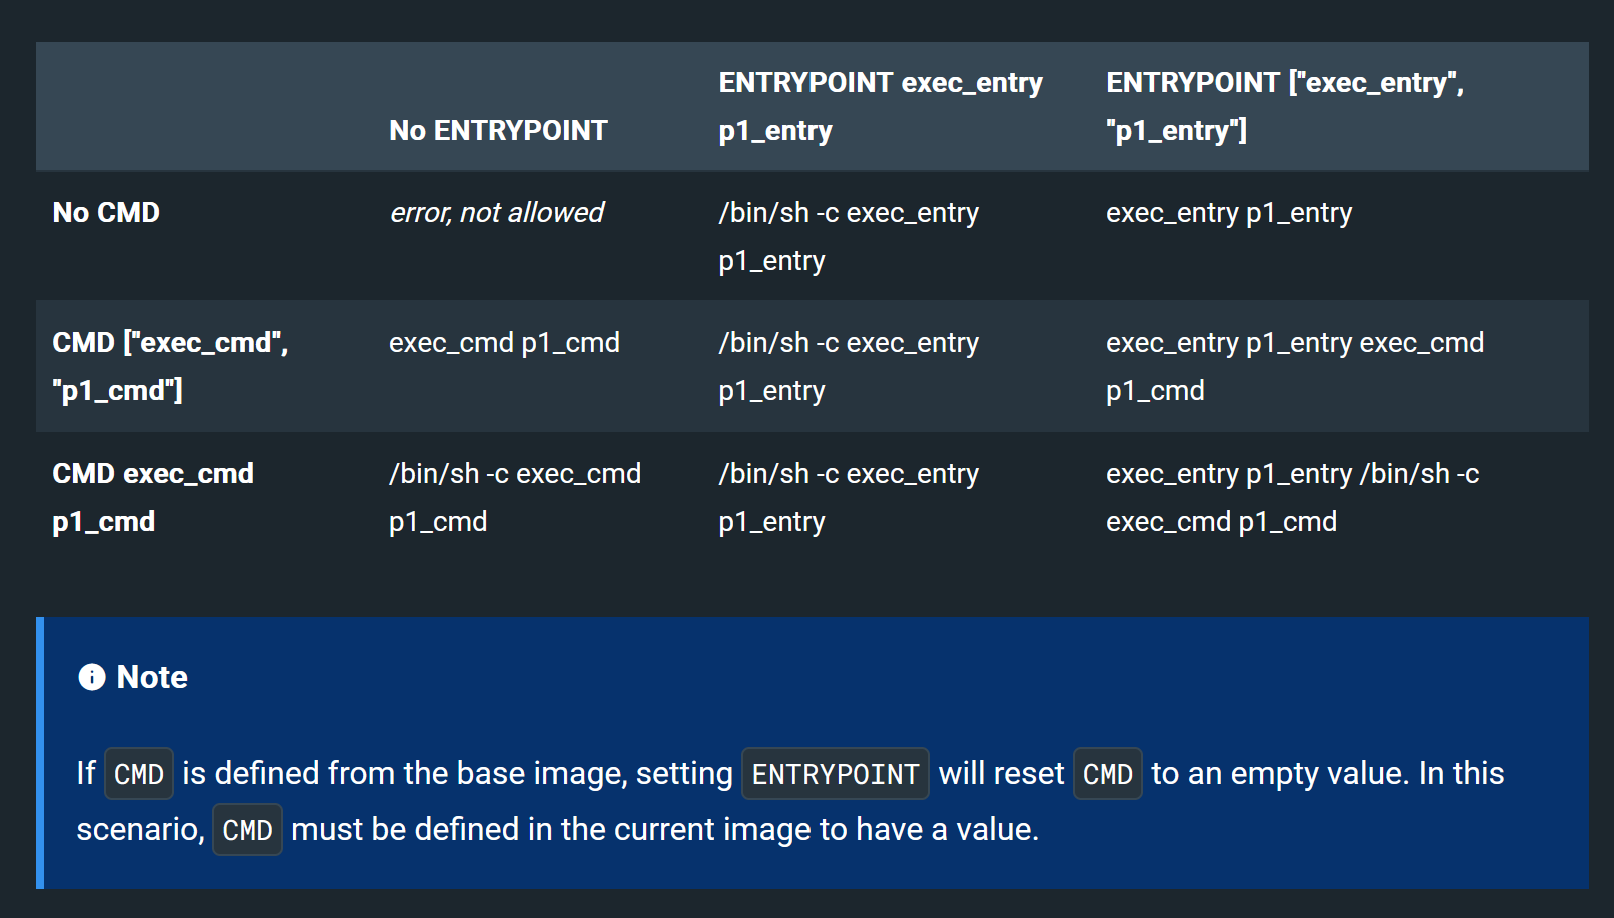 No ENTRYPOINT
ENTRYPOINT exec_entry
p1_entry
ENTRYPOINT ["exec_entry",
"p1_entry"]
No CMD
error, not allowed
/bin/sh -c exec_entry
p1_entry
exec_entry p1_entry
CMD ["exec_cmd",
"p1_cmd"]
exec_cmd p1_cmd
/bin/sh -c exec_entry
p1_entry
exec_entry p1_entry exec_cmd
p1_cmd
CMD exec_cmd
p1_cmd
/bin/sh -c exec_cmd
p1_cmd
/bin/sh -c exec_entry
p1_entry
exec_entry p1_entry /bin/sh -c
exec_cmd p1_cmd
Note
If CMD is defined from the base image, setting ENTRYPOINT will reset CMD to an empty value. In this
scenario, CMD must be defined in the current image to have a value.